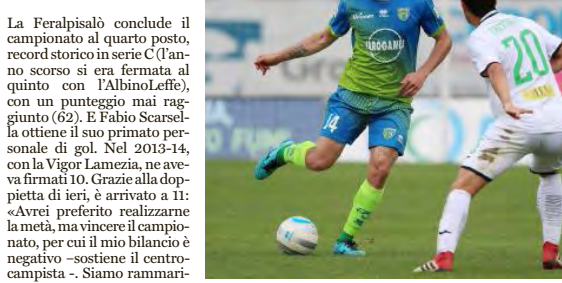 La Feralpisalò conclude il
campionato al quarto posto,
record storico in serie C (l'an-
no scorso si era fermata al
quinto con l'AlbinoLeffe),
con un punteggio mai rag-
giunto (62). E Fabio Scarsel-
la ottiene il suo primato per-
sonale di gol. Nel 2013-14,
con la Vigor Lamezia, ne ave-
va firmati 10. Grazie alla dop-
pietta di ieri, è arrivato a 11:
«Avrei preferito realizzarne
la metà, ma vincere il campio-
nato, per cui il mio bilancio è
negativo –sostiene il centro-
campista -. Siamo rammari-
14
20